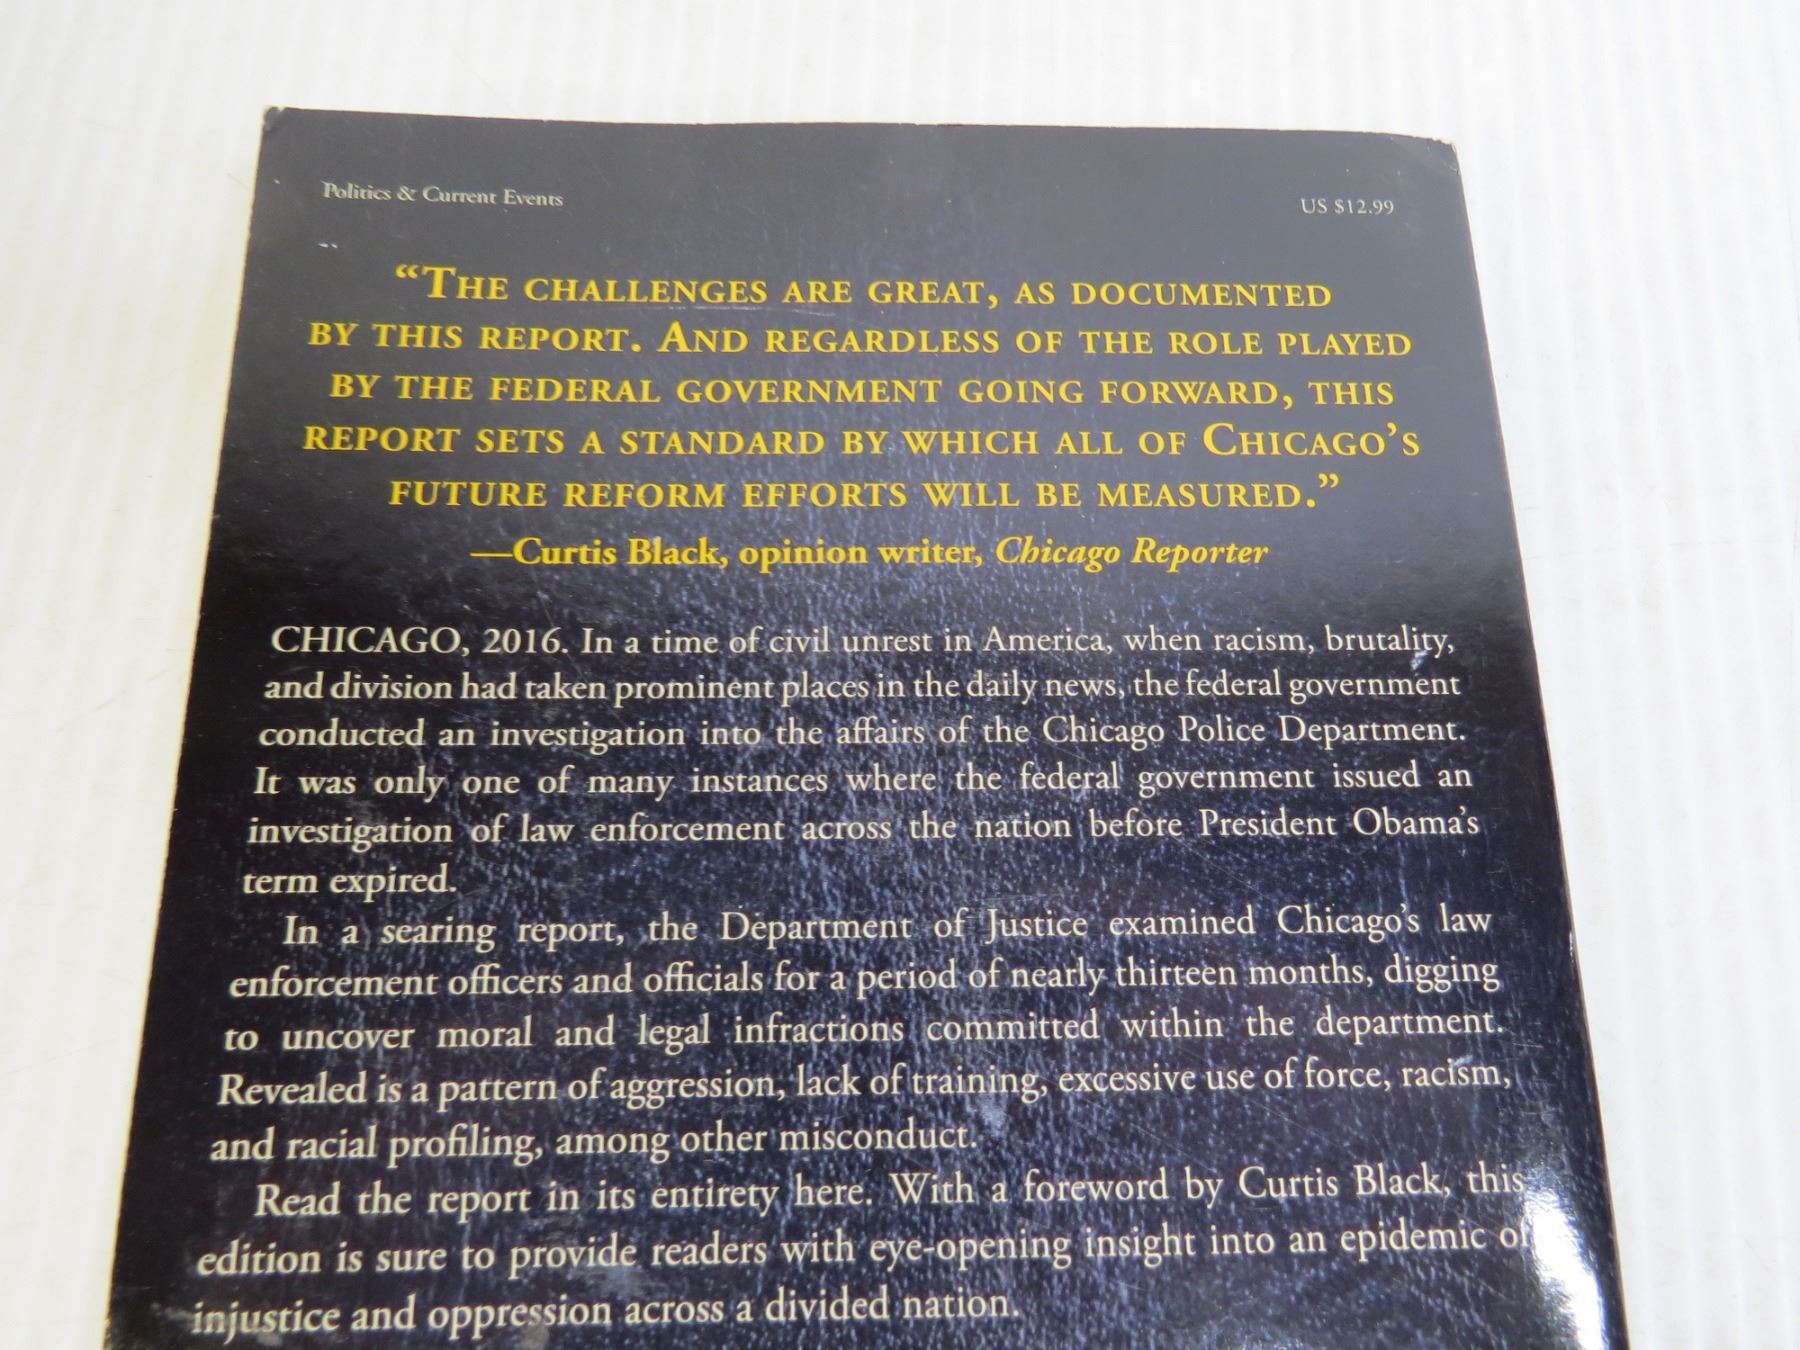 Politics & Current Events
US $12.99
“The challenges are great, as documented
by this report. And regardless of the role played
by the federal government going forward, this
report sets a standard by which all of Chicago’s
future reform efforts will be measured.”
—Curtis Black, opinion writer, Chicago Reporter
CHICAGO, 2016. In a time of civil unrest in America, when racism, brutality,
and division had taken prominent places in the daily news, the federal government
conducted an investigation into the affairs of the Chicago Police Department.
It was only one of many instances where the federal government issued an
investigation of law enforcement across the nation before President Obama’s
term expired.
In a searing report, the Department of Justice examined Chicago’s law
enforcement officers and officials for a period of nearly thirteen months, digging
to uncover moral and legal infractions committed within the department.
Revealed is a pattern of aggression, lack of training, excessive use of force, racism,
and racial profiling, among other misconduct.
Read the report in its entirety here. With a foreword by Curtis Black, this
edition is sure to provide readers with eye-opening insight into an epidemic of
injustice and oppression across a divided nation.